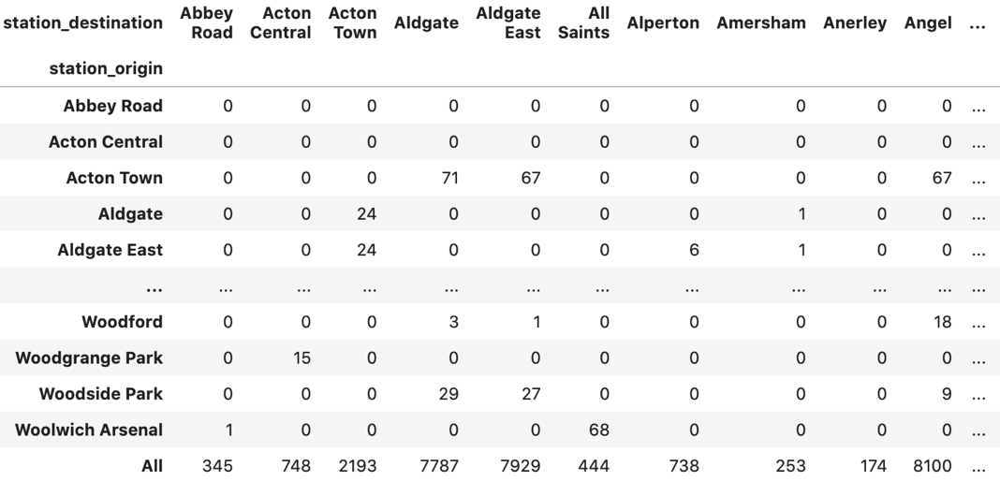 station_destination Abbey Road Acton Central Acton Town Aldgate Aldgate East All Saints Alperton Amersham Anerley Angel ...
station_origin
Abbey Road 0 0 0 0 0 0 0 0 0 0 ...
Acton Central 0 0 0 0 0 0 0 0 0 0 ...
Acton Town 0 0 0 71 67 0 0 0 0 67 ...
Aldgate 0 0 24 0 0 0 0 1 0 0 ...
Aldgate East 0 0 24 0 0 0 6 1 0 0 ...
... ... ... ... ... ... ... ... ... ... ... ...
Woodford 0 0 0 3 1 0 0 0 0 18 ...
Woodgrange Park 0 15 0 0 0 0 0 0 0 0 ...
Woodside Park 0 0 0 29 27 0 0 0 0 9 ...
Woolwich Arsenal 1 0 0 0 0 68 0 0 0 0 ...
All 345 748 2193 7787 7929 444 738 253 174 8100 ...